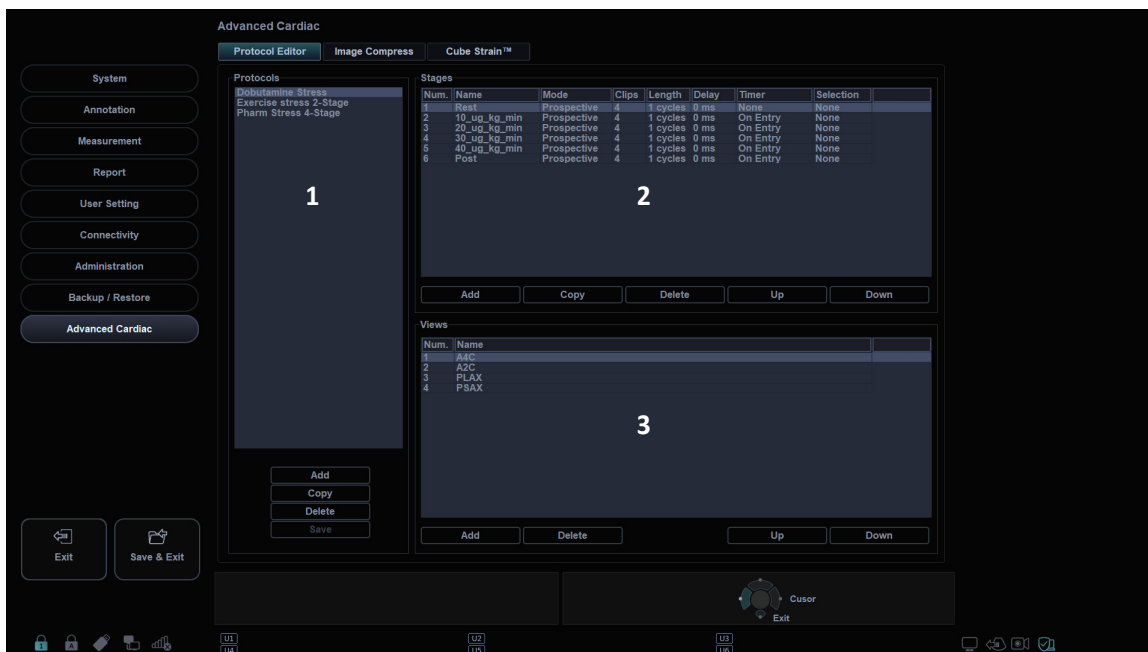 Advanced Cardiac
Protocol Editor Image Compress Cube Strain™
System
Annotation
Measurement
Report
User Setting
Connectivity
Administration
Backup / Restore
Advanced Cardiac
Exit
Save & Exit
Protocols
Dobutamine Stress
Exercise stress 2-Stage
Pharm Stress 4-Stage
1
Add
Copy
Delete
Save
Stages
Num. Name Mode Clips Length Delay Timer Selection
1 Rest Prospective 4 1 cycles 0 ms None None
2 10_ug_kg_min Prospective 4 1 cycles 0 ms On Entry None
3 20_ug_kg_min Prospective 4 1 cycles 0 ms On Entry None
4 30_ug_kg_min Prospective 4 1 cycles 0 ms On Entry None
5 40_ug_kg_min Prospective 4 1 cycles 0 ms On Entry None
6 Post Prospective 4 1 cycles 0 ms On Entry None
2
Add Copy Delete Up Down
Views
Num. Name
1 A4C
2 A2C
3 PLAX
4 PSAX
3
Add Delete Up Down
Cusor
Exit
1 A
U1 U2 U3
U4 U5 U6